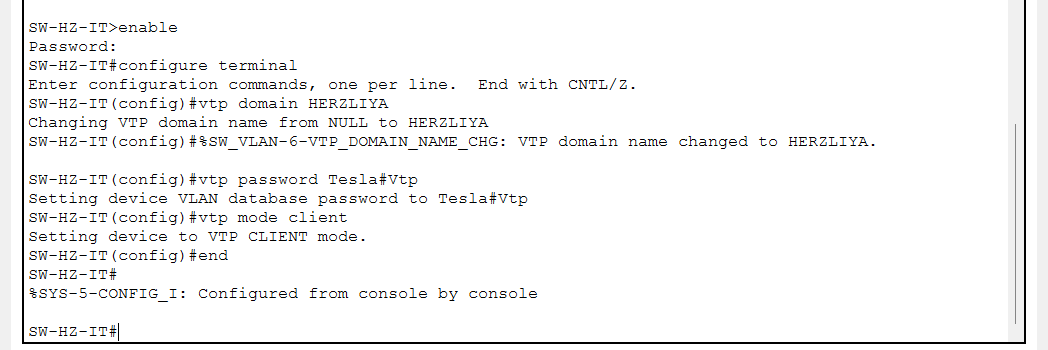 SW-HZ-IT>enable
Password:
SW-HZ-IT#configure terminal
Enter configuration commands, one per line.  End with CNTL/Z.
SW-HZ-IT(config)#vtp domain HERZLIYA
Changing VTP domain name from NULL to HERZLIYA
SW-HZ-IT(config)#%SW_VLAN-6-VTP_DOMAIN_NAME_CHG: VTP domain name changed to HERZLIYA.
SW-HZ-IT(config)#vtp password Tesla#Vtp
Setting device VLAN database password to Tesla#Vtp
SW-HZ-IT(config)#vtp mode client
Setting device to VTP CLIENT mode.
SW-HZ-IT(config)#end
SW-HZ-IT#
%SYS-5-CONFIG_I: Configured from console by console
SW-HZ-IT#